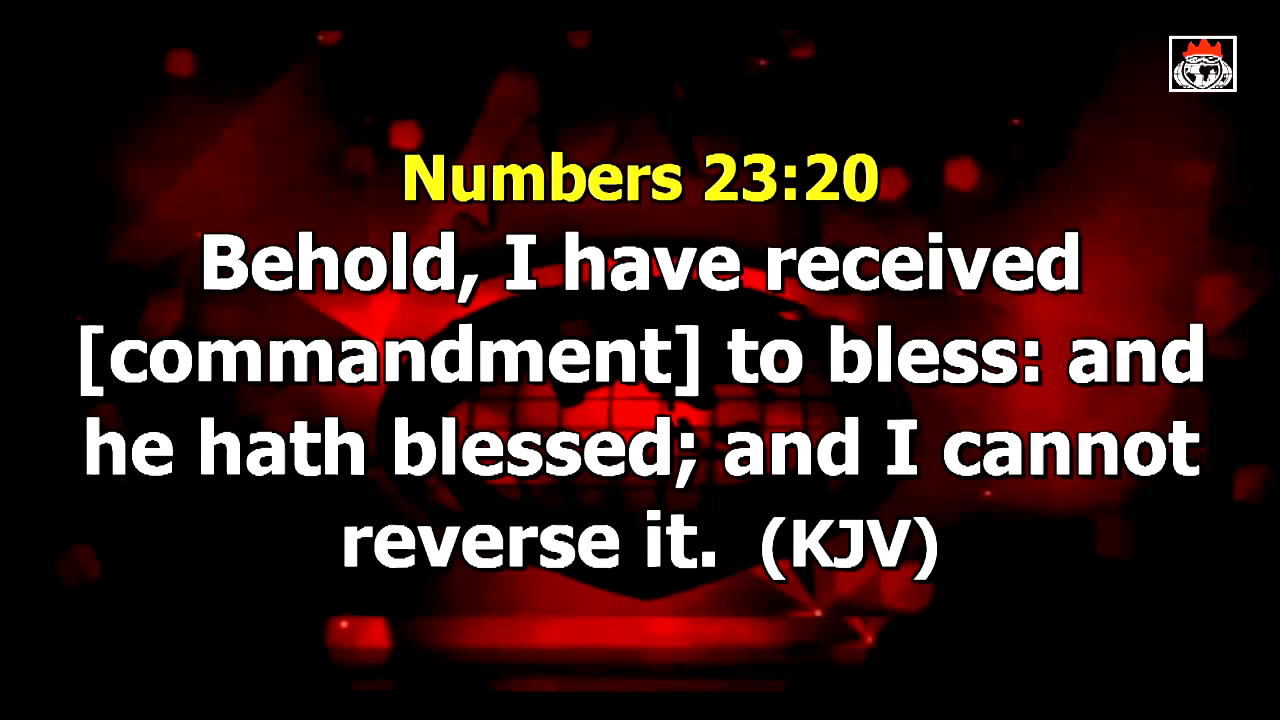 Numbers 23:20
Behold, I have received
[commandment] to bless: and
he hath blessed; and I cannot
reverse it. (KJV)